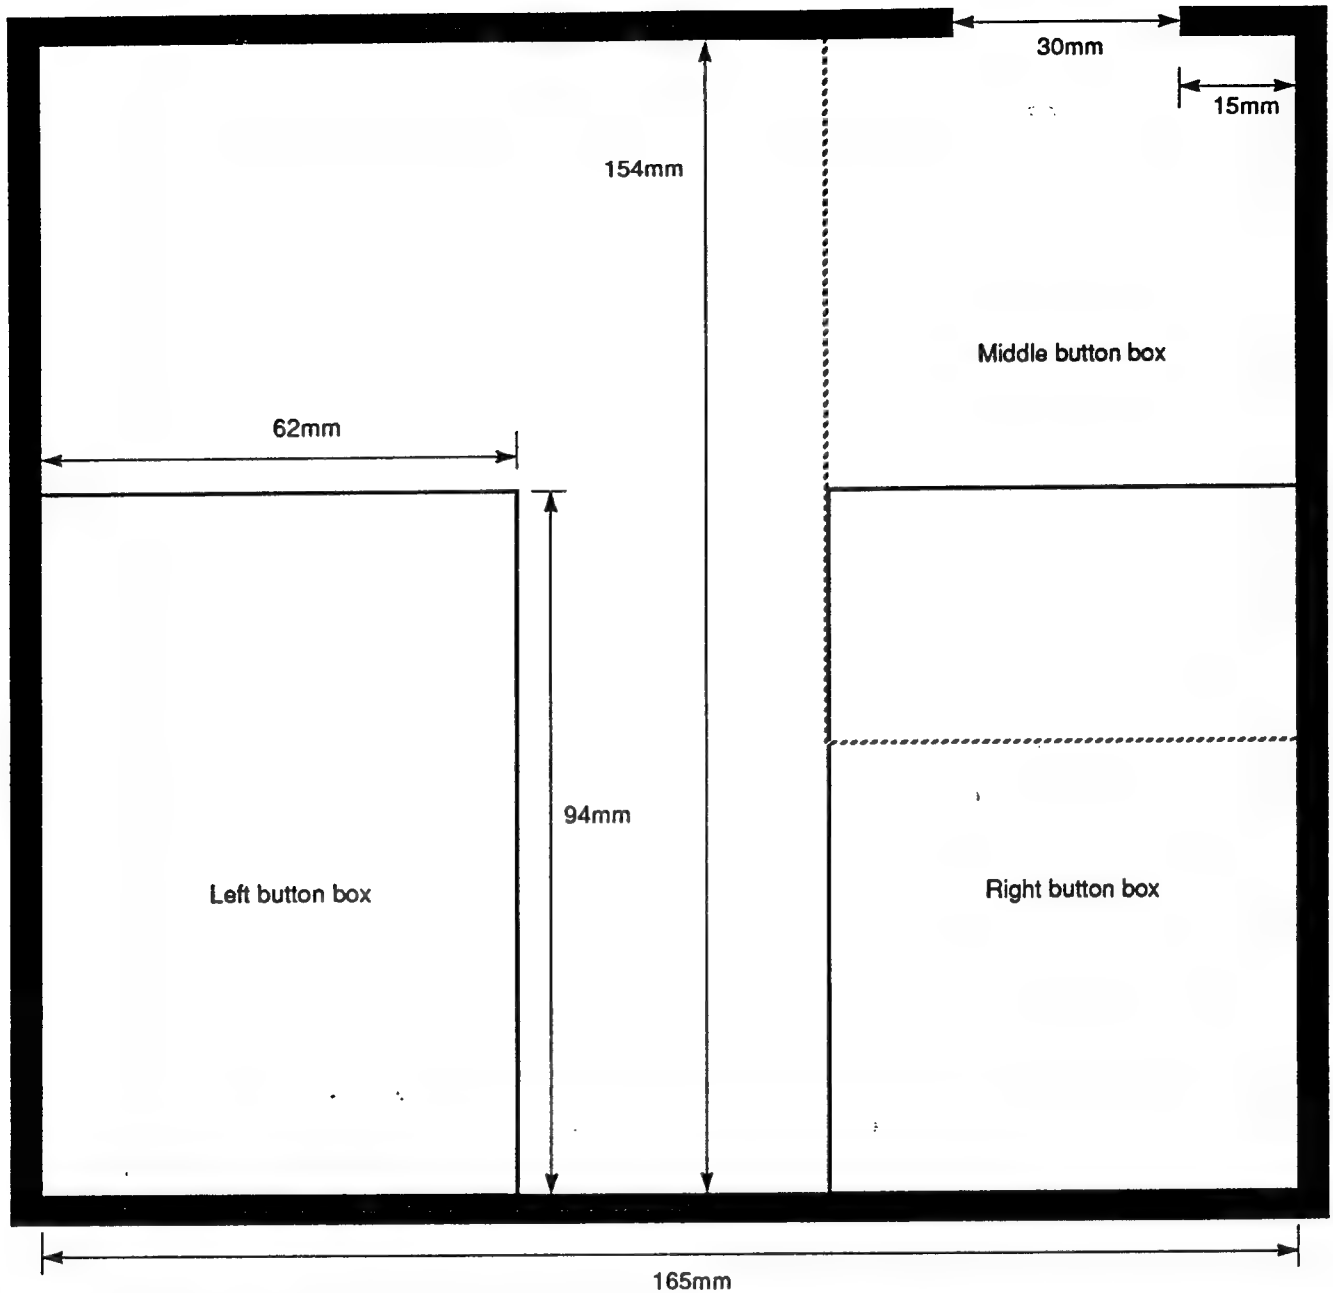 30mm
15mm
154mm
Middle button box
62mm
94mm
Left button box
Right button box
165mm